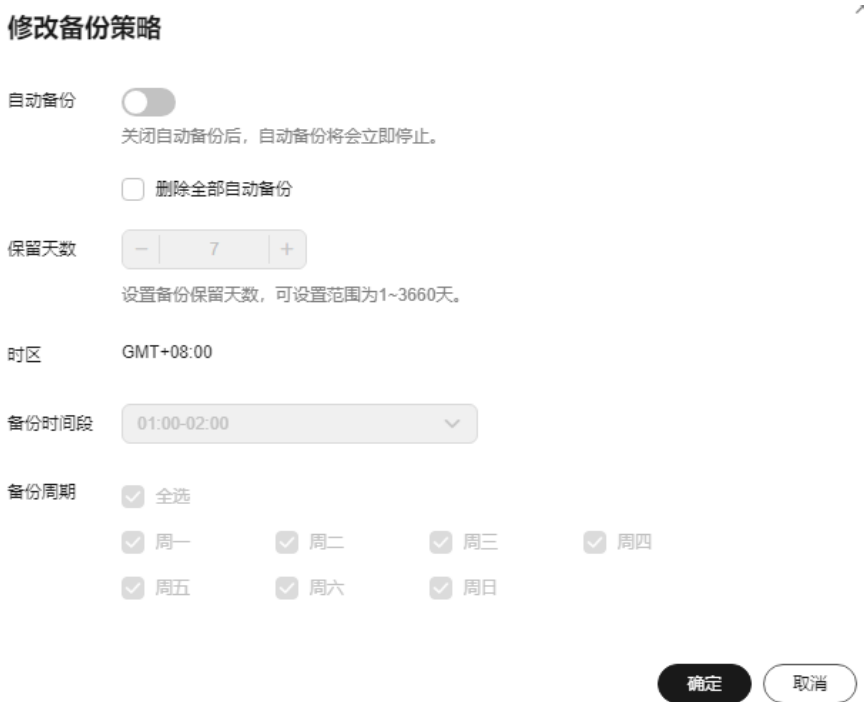 修改备份策略
自动备份
关闭自动备份后，自动备份将会立即停止。
删除全部自动备份
保留天数
7
设置备份保留天数，可设置范围为1~3660天。
时区 GMT+08:00
备份时间段 01:00-02:00
备份周期 全选
周一 周二 周三 周四
周五 周六 周日
确定 取消